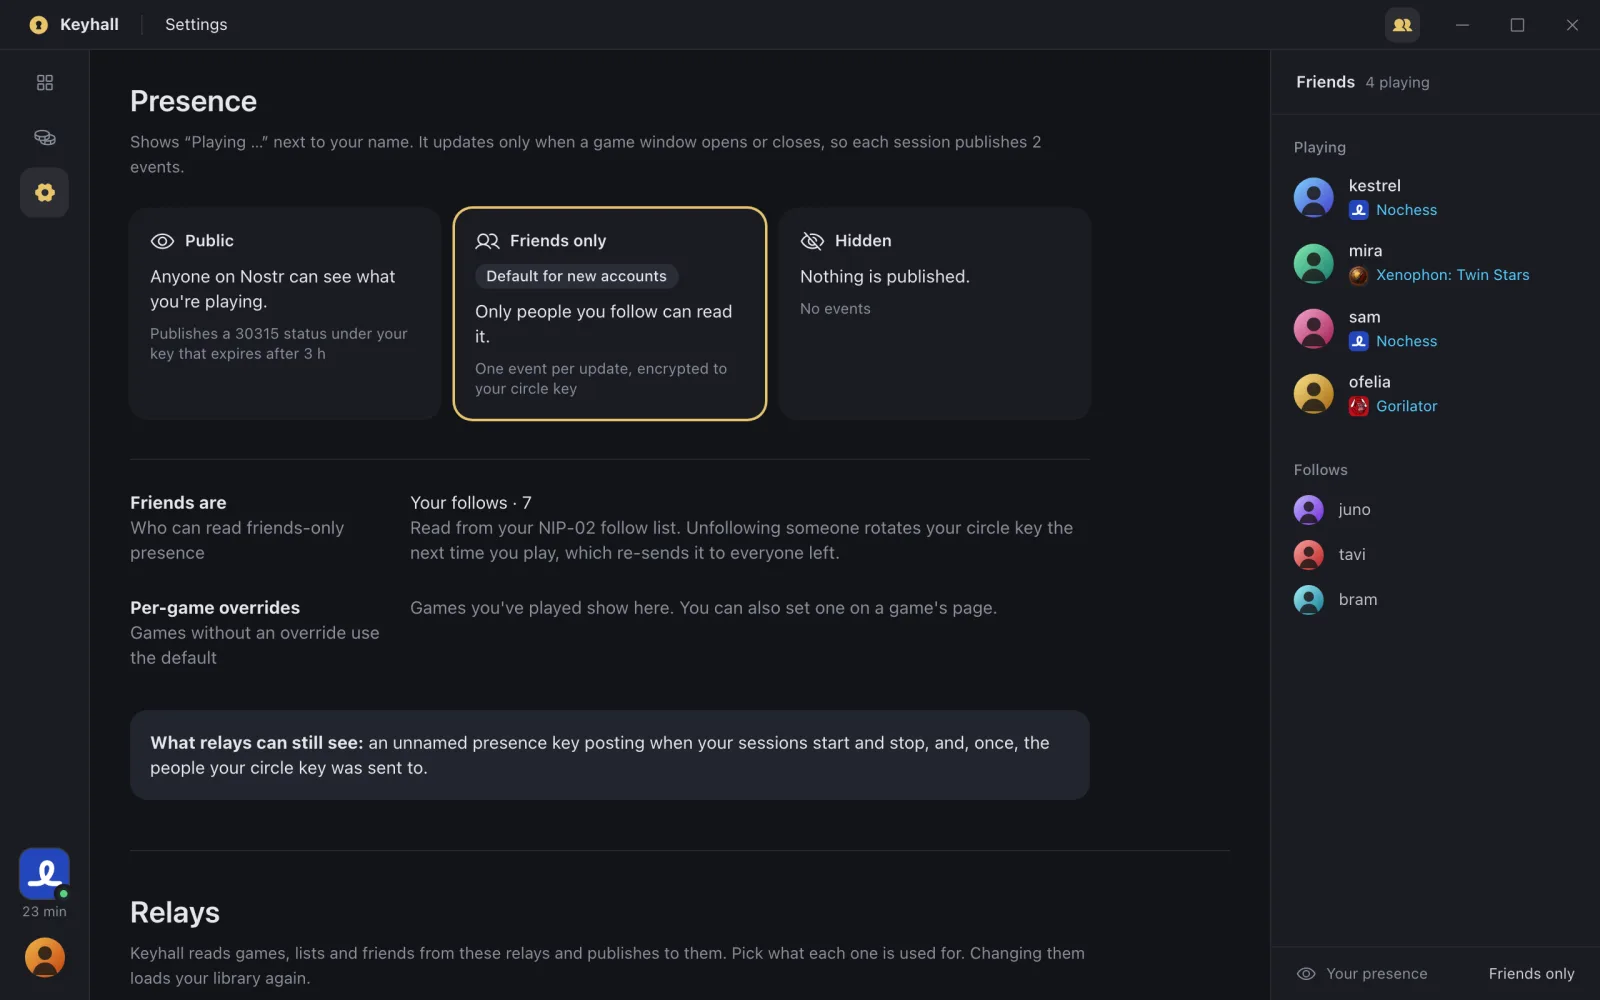 Keyhall
Settings
Presence
Shows “Playing ...” next to your name. It updates only when a game window opens or closes, so each session publishes 2
events.
Public
Anyone on Nostr can see what
you're playing.
Publishes a 30315 status under your
key that expires after 3 h
Friends only
Default for new accounts
Only people you follow can read
it.
One event per update, encrypted to
your circle key
Hidden
Nothing is published.
No events
Friends are
Who can read friends-only
presence
Your follows · 7
Read from your NIP-02 follow list. Unfollowing someone rotates your circle key the
next time you play, which re-sends it to everyone left.
Per-game overrides
Games without an override use
the default
Games you've played show here. You can also set one on a game's page.
What relays can still see: an unnamed presence key posting when your sessions start and stop, and, once, the
people your circle key was sent to.
Relays
Keyhall reads games, lists and friends from these relays and publishes to them. Pick what each one is used for. Changing them
loads your library again.
23 min
Friends 4 playing
Playing
kestrel
Nochess
mira
Xenophon: Twin Stars
sam
Nochess
ofelia
Gorilator
Follows
juno
tavi
bram
Your presence
Friends only